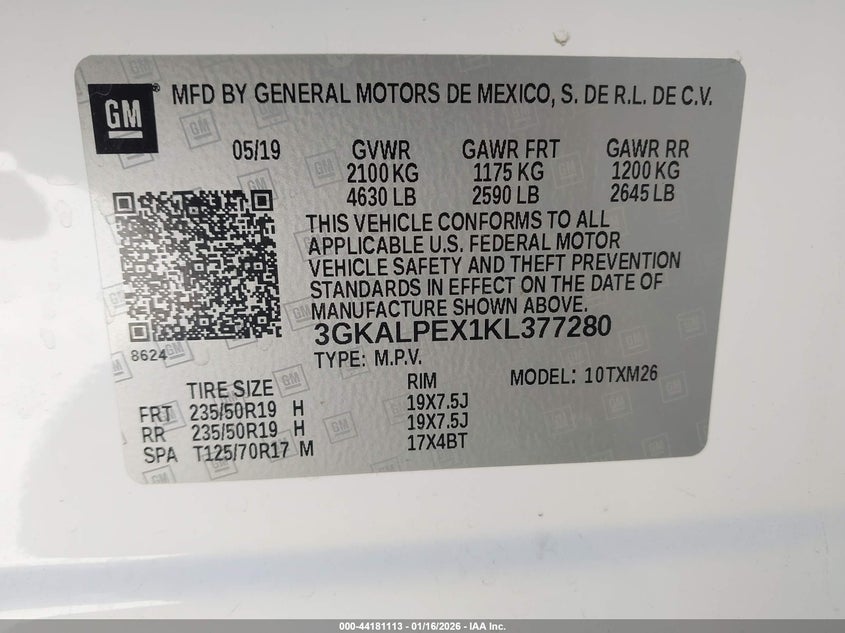 GM
MFD BY GENERAL MOTORS DE MEXICO, S. DE R.L. DE C.V.
05/19 GVWR GAWR FRT GAWR RR
2100 KG 1175 KG 1200 KG
4630 LB 2590 LB 2645 LB
THIS VEHICLE CONFORMS TO ALL
APPLICABLE U.S. FEDERAL MOTOR
VEHICLE SAFETY AND THEFT PREVENTION
STANDARDS IN EFFECT ON THE DATE OF
MANUFACTURE SHOWN ABOVE.
3GKALPEX1KL377280
8624
TYPE: M.P.V.
MODEL: 10TXM26
TIRE SIZE RIM
FRT 235/50R19 H 19X7.5J
RR 235/50R19 H 19X7.5J
SPA T125/70R17 M 17X4BT
000-44181113 - 01/16/2026 - IAA Inc.